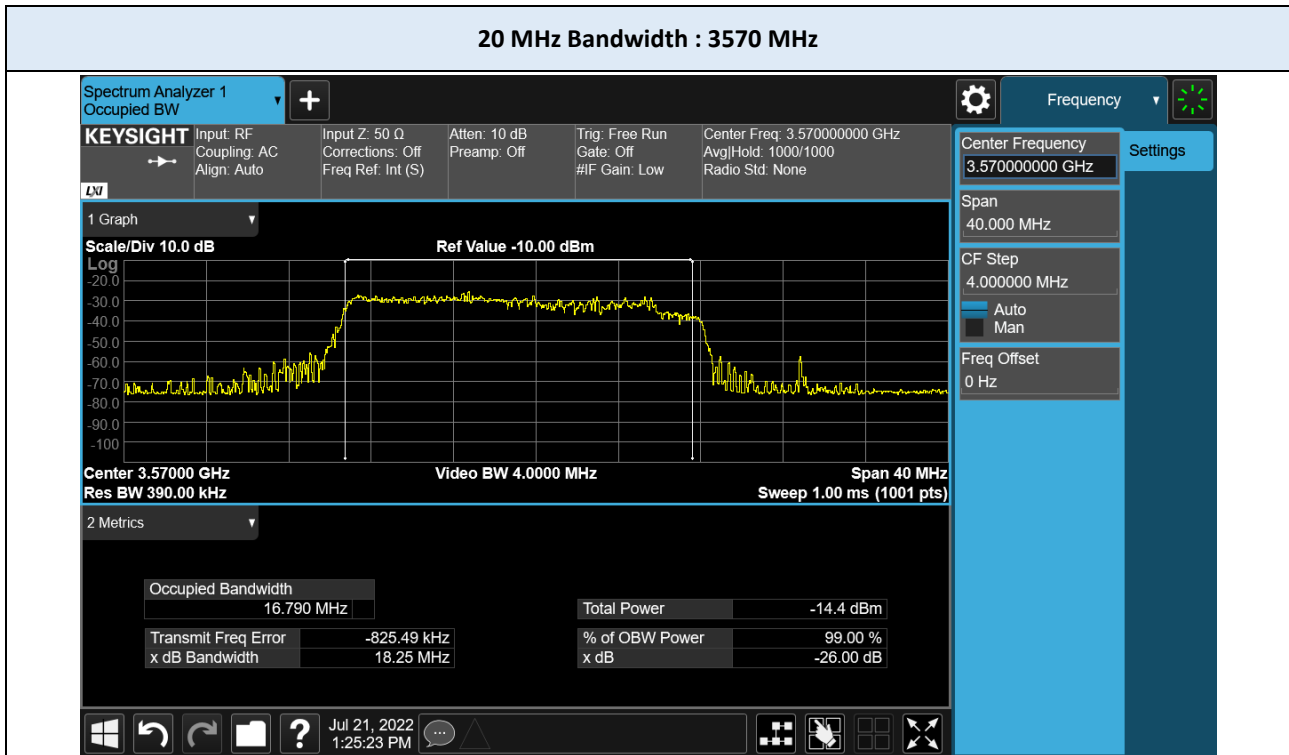 20 MHz Bandwidth : 3570 MHz
Spectrum Analyzer 1
Occupied BW
+
Frequency
KEYSIGHT
LXI
Input: RF
Coupling: AC
Align: Auto
Input Z: 50 Ω
Corrections: Off
Freq Ref: Int (S)
Atten: 10 dB
Preamp: Off
Trig: Free Run
Gate: Off
#IF Gain: Low
Center Freq: 3.570000000 GHz
Avg|Hold: 1000/1000
Radio Std: None
Center Frequency
3.570000000 GHz
Settings
Span
40.000 MHz
CF Step
4.000000 MHz
Auto
Man
Freq Offset
0 Hz
1 Graph
Scale/Div 10.0 dB
Ref Value -10.00 dBm
Log
-20.0
-30.0
-40.0
-50.0
-60.0
-70.0
-80.0
-90.0
-100
Center 3.57000 GHz
Video BW 4.0000 MHz
Span 40 MHz
Res BW 390.00 kHz
Sweep 1.00 ms (1001 pts)
2 Metrics
Occupied Bandwidth
16.790 MHz
Total Power -14.4 dBm
Transmit Freq Error -825.49 kHz
% of OBW Power 99.00 %
x dB Bandwidth 18.25 MHz
x dB -26.00 dB
?
Jul 21, 2022
1:25:23 PM